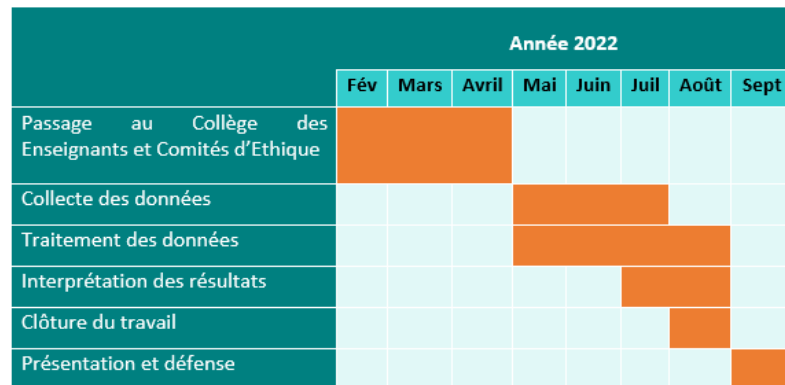 Année 2022
Fév Mars Avril Mai Juin Juil Août Sept
Passage au Collège des
Enseignants et Comités d'Ethique
Collecte des données
Traitement des données
Interprétation des résultats
Clôture du travail
Présentation et défense